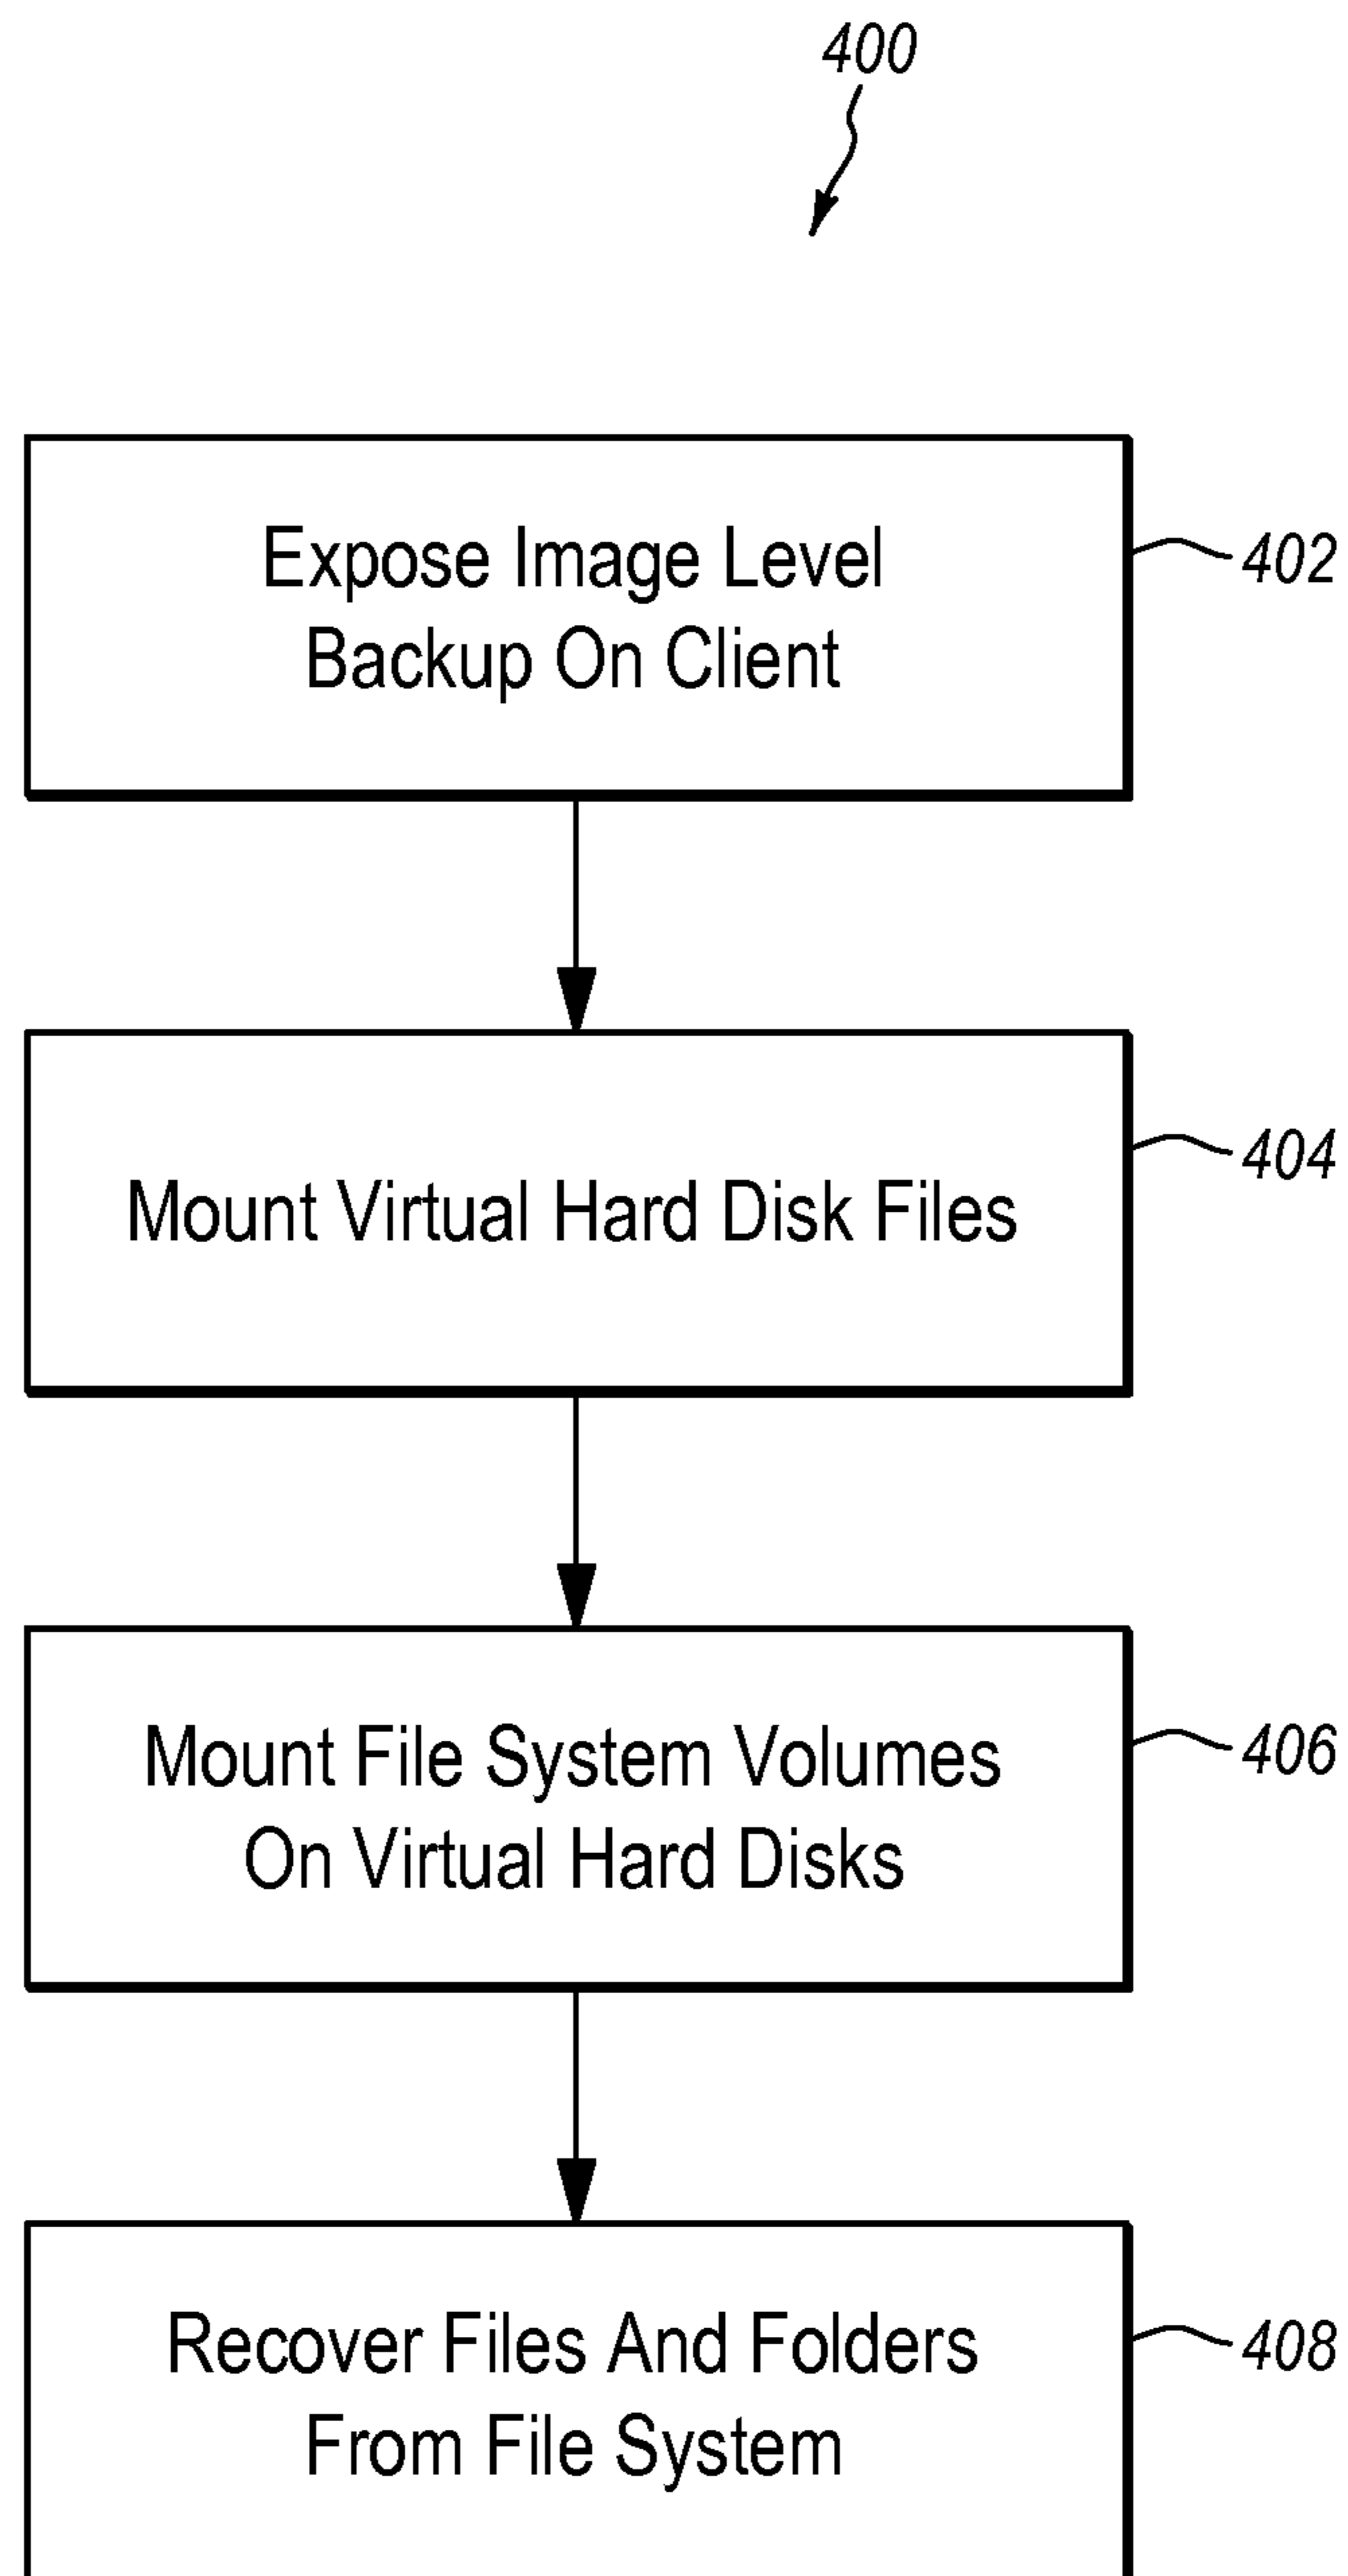 400
Expose Image Level
Backup On Client
402
Mount Virtual Hard Disk Files
404
Mount File System Volumes
On Virtual Hard Disks
406
Recover Files And Folders
From File System
408